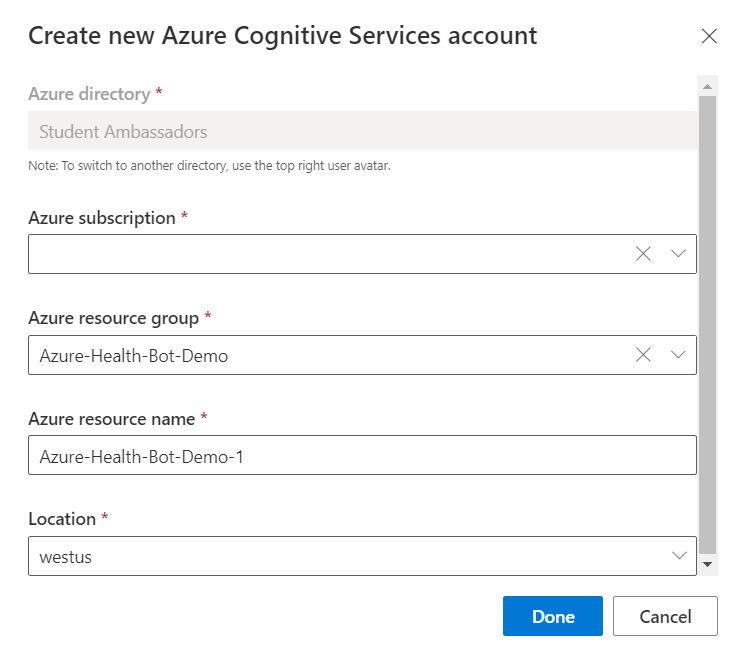 Create new Azure Cognitive Services account
Azure directory *
Student Ambassadors
Note: To switch to another directory, use the top right user avatar.
Azure subscription *
Azure resource group *
Azure-Health-Bot-Demo
Azure resource name *
Azure-Health-Bot-Demo-1
Location *
westus
Done Cancel